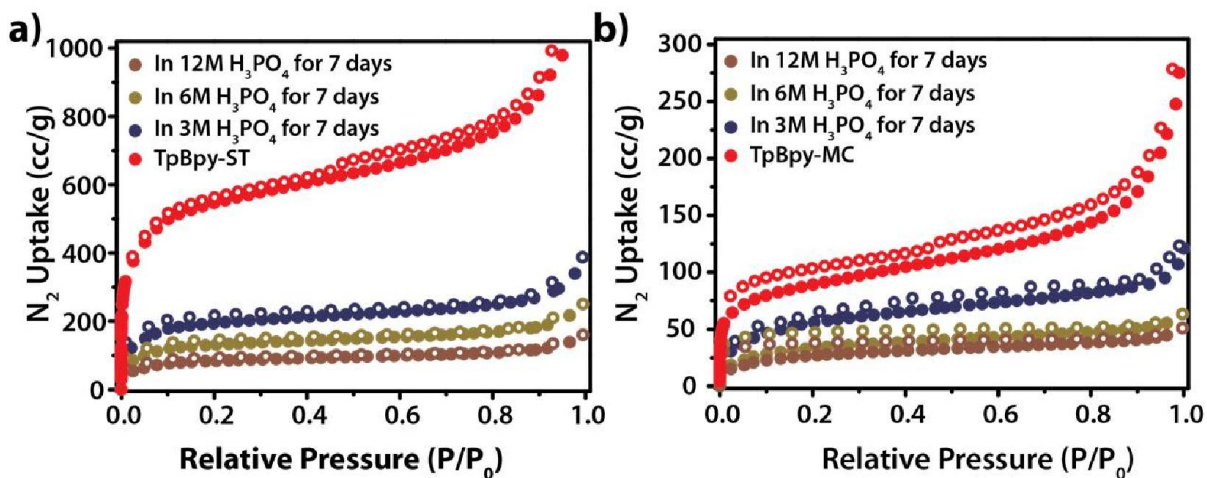 a)
N₂ Uptake (cc/g)
1000
800
600
400
200
0
In 12M H₃PO₄ for 7 days
In 6M H₃PO₄ for 7 days
In 3M H₃PO₄ for 7 days
TpBpy-ST
0.0 0.2 0.4 0.6 0.8 1.0
Relative Pressure (P/P₀)
b)
N₂ Uptake (cc/g)
300
250
200
150
100
50
0
In 12M H₃PO₄ for 7 days
In 6M H₃PO₄ for 7 days
In 3M H₃PO₄ for 7 days
TpBpy-MC
0.0 0.2 0.4 0.6 0.8 1.0
Relative Pressure (P/P₀)